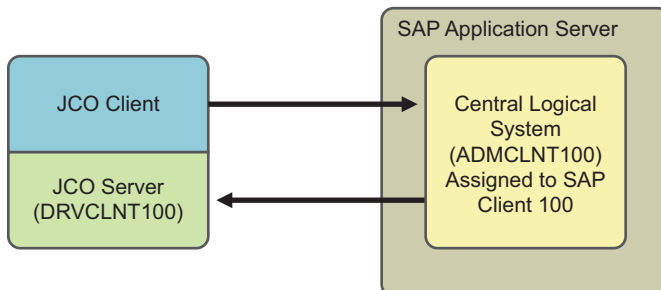 SAP Application Server
JCO Client
JCO Server
(DRVCLNT100)
Central Logical
System
(ADMCLNT100)
Assigned to SAP
Client 100